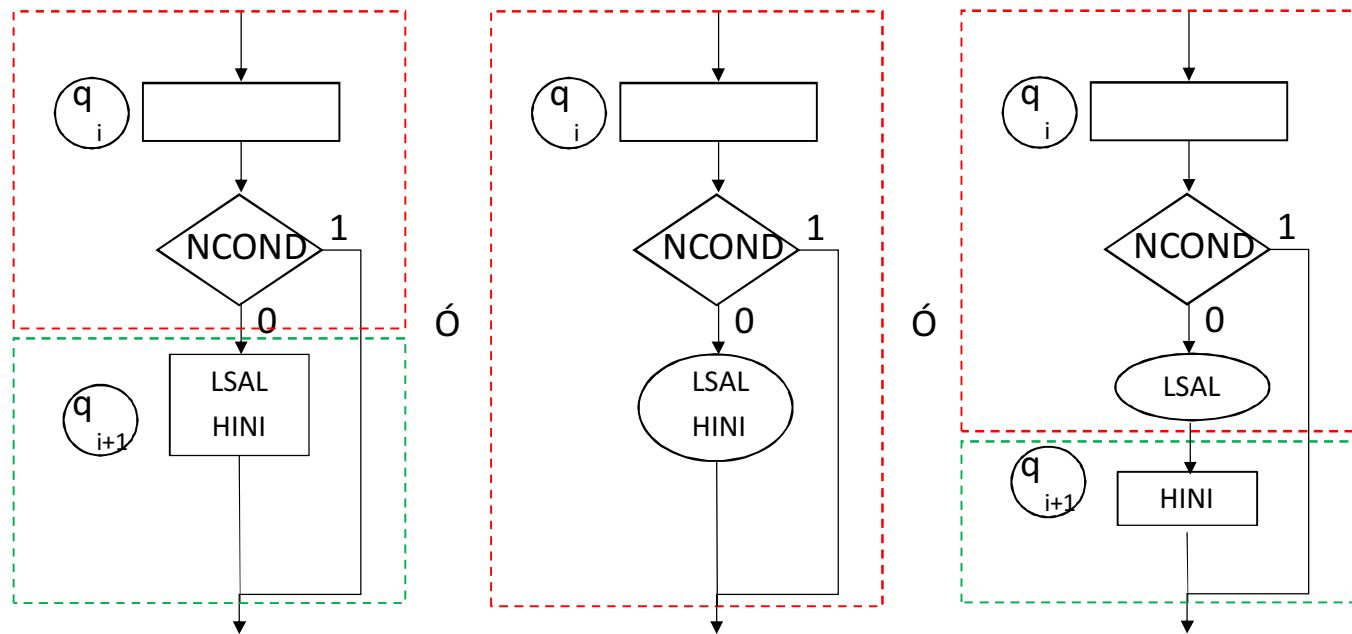 q
i
NCOND
1
0
LSAL
HINI
q
i+1
Ó
q
i
NCOND
1
0
LSAL
HINI
Ó
q
i
NCOND
1
0
LSAL
q
i+1
HINI